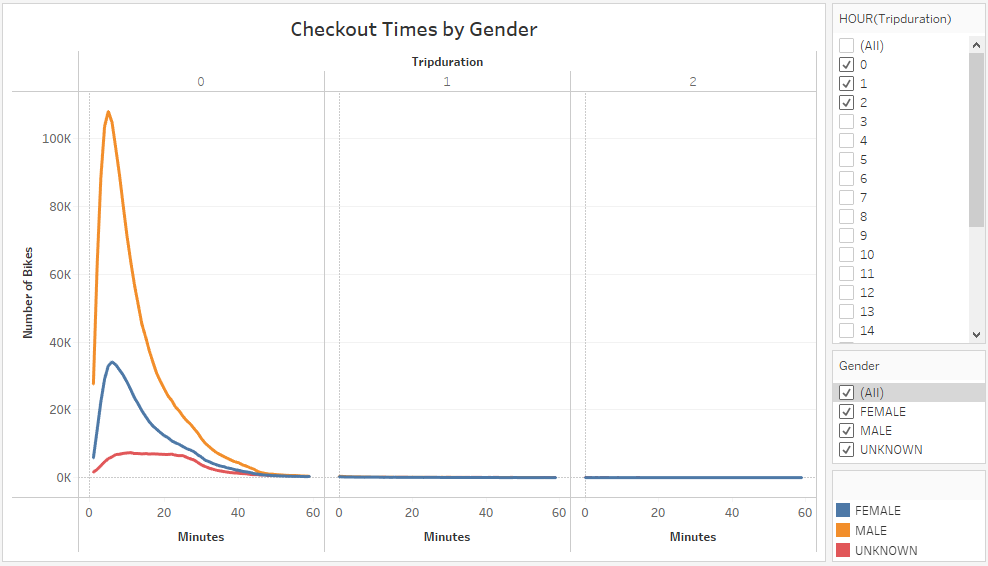 Checkout Times by Gender
Tripduration
0 1 2
100K
80K
60K
40K
20K
0K
Number of Bikes
0 20 40 60 0 20 40 60 0 20 40 60
Minutes Minutes Minutes
HOUR(Tripduration)
(All)
0
1
2
3
4
5
6
7
8
9
10
11
12
13
14
Gender
(All)
FEMALE
MALE
UNKNOWN
FEMALE
MALE
UNKNOWN